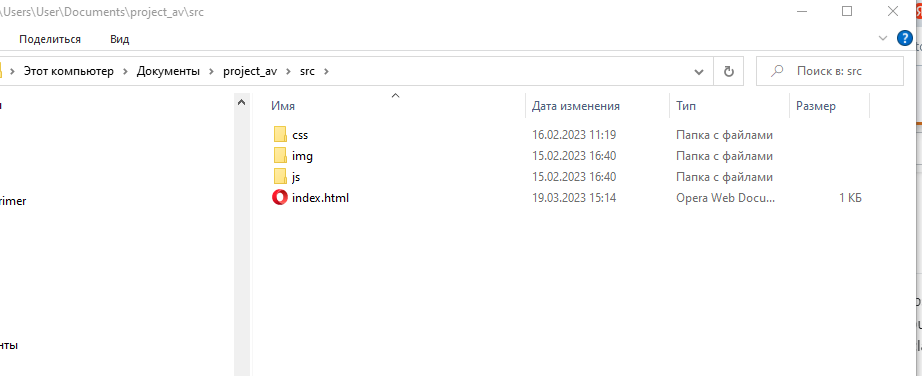 \Users\User\Documents\project_av\src
Поделиться Вид
Этот компьютер Документы project_av src Поиск в: src
Имя Дата изменения Тип Размер
css 16.02.2023 11:19 Папка с файлами
img 15.02.2023 16:40 Папка с файлами
js 15.02.2023 16:40 Папка с файлами
index.html 19.03.2023 15:14 Opera Web Docu... 1 КБ
rimer
нты